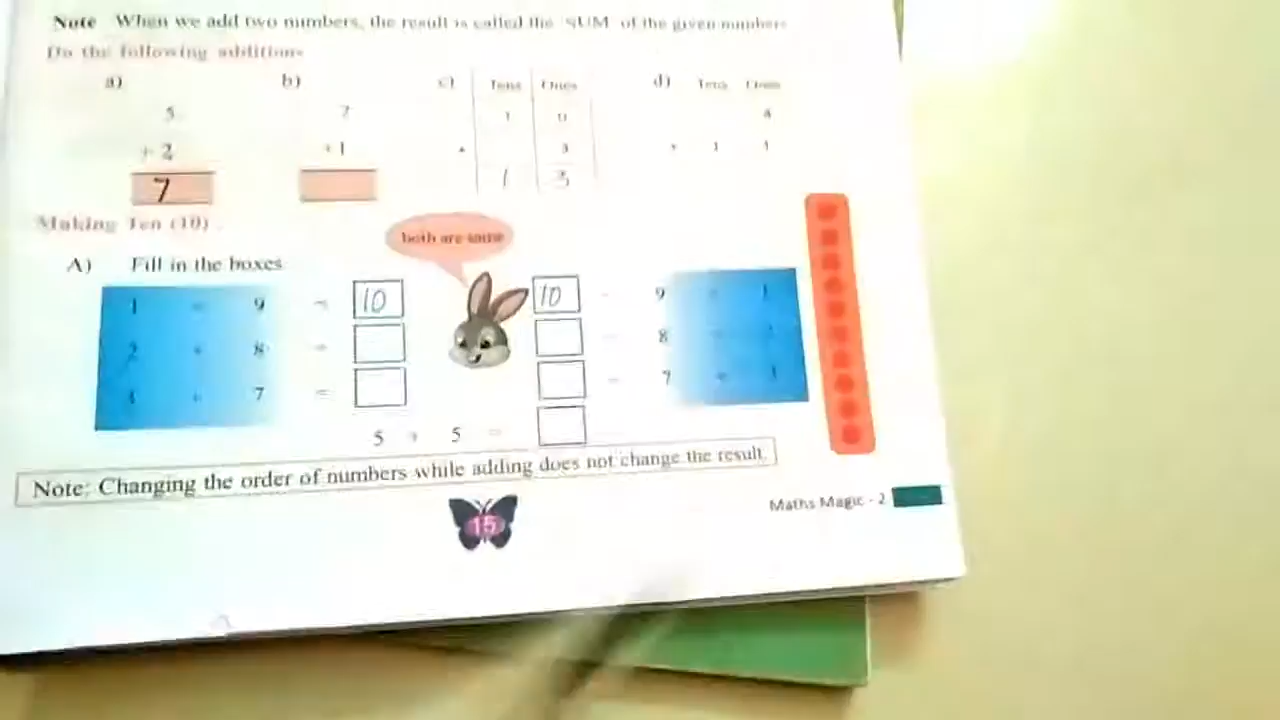 Note When we add two numbers, the result is called the SUM of the given numbers
Do the following additions
a) b) c) Tens Ones d) Tens Ones
5 7 1 0 4
+ 2 +1 + 3 + 1 1
7 1 3
Making Ten (10)
both are same
A) Fill in the boxes
1 + 9 = 10 10 = 9 + 1
2 + 8 = = 8 +
7 = = 7 +
5 + 5 =
Note: Changing the order of numbers while adding does not change the result.
15
Maths Magic - 2